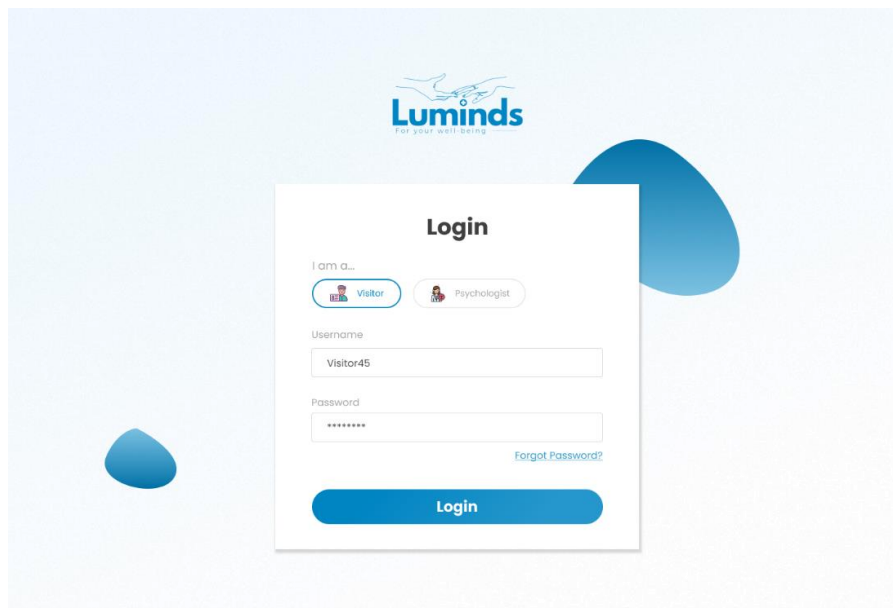 Luminds
For your well-being
Login
I am a...
Visitor Psychologist
Username
Visitor45
Password
********
Forgot Password?
Login